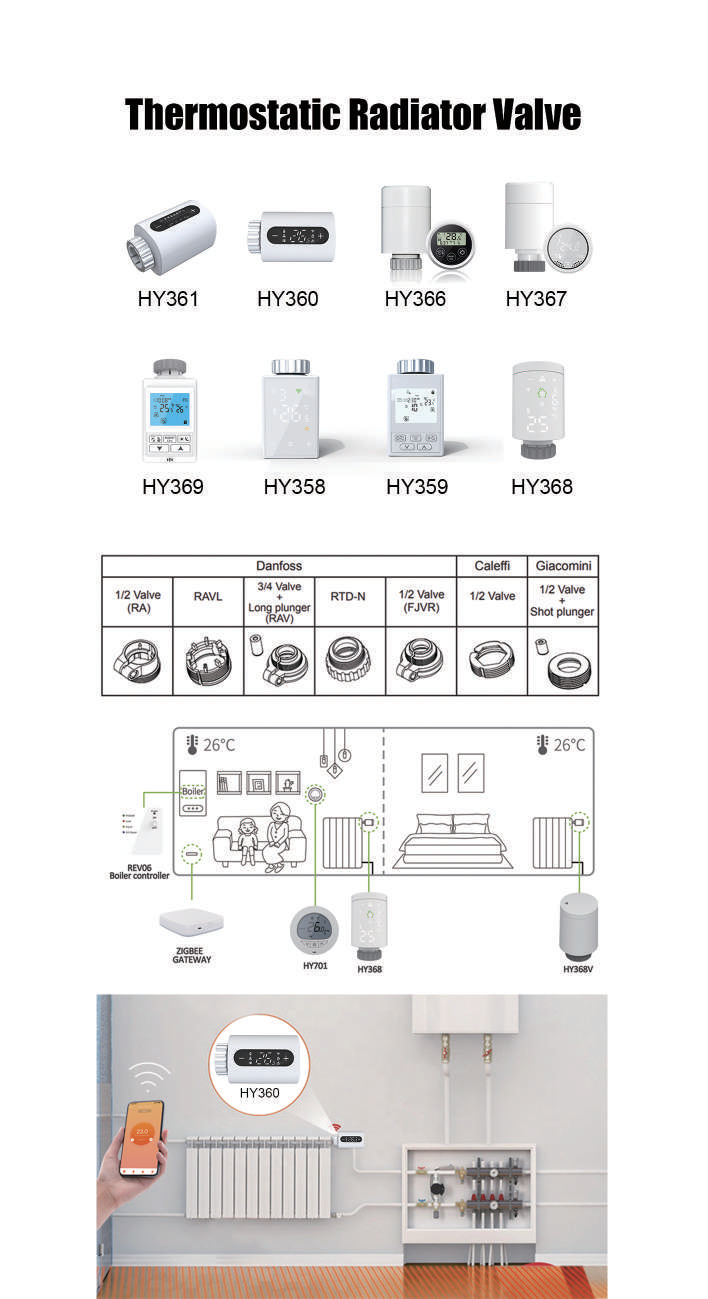 Thermostatic Radiator Valve
HY361
HY360
HY366
HY367
HY369
HY358
HY359
HY368
Danfoss
Caleffi
Giacomini
1/2 Valve
(RA)
RAVL
3/4 Valve
+
Long plunger
(RAV)
RTD-N
1/2 Valve
(FJVR)
1/2 Valve
1/2 Valve
+
Shot plunger
26°C
26°C
Boiler
REV06
Boiler controller
ZIGBEE
GATEWAY
HY701
HY368
HY368V
HY360
23.0